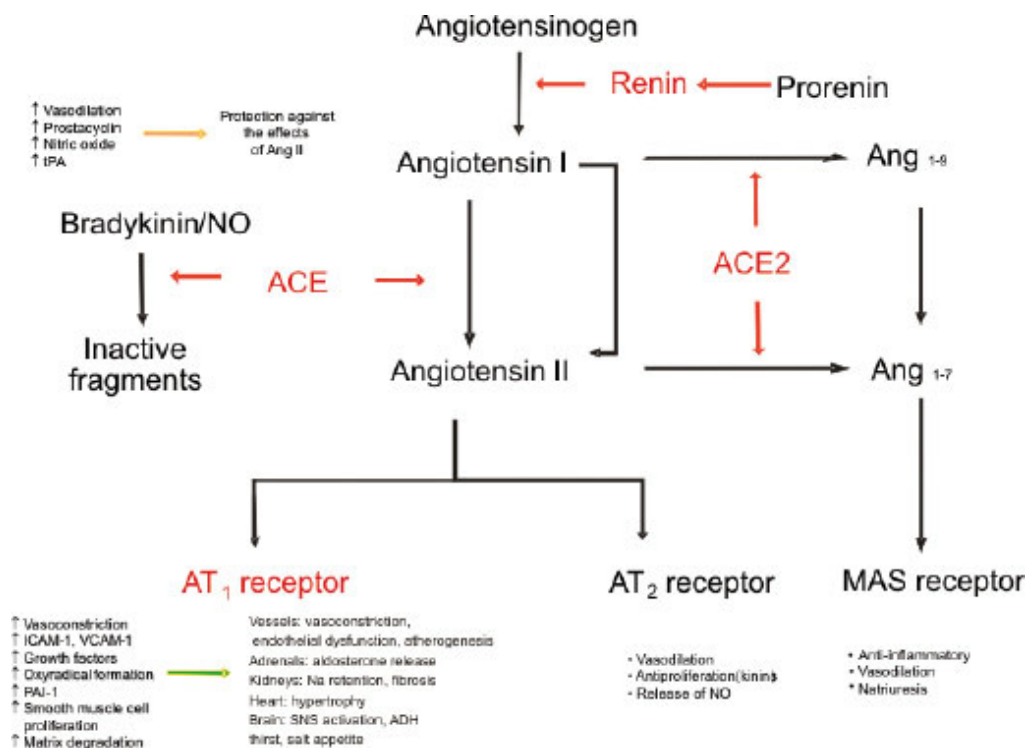 Angiotensinogen
Renin
Prorenin
↑ Vasodilation
↑ Prostacyclin
↑ Nitric oxide
↑ tPA
Protection against
the effects
of Ang II
Angiotensin I
Ang 1-9
Bradykinin/NO
ACE
ACE2
Inactive
fragments
Angiotensin II
Ang 1-7
AT1 receptor
AT2 receptor
MAS receptor
↑ Vasoconstriction
↑ ICAM-1, VCAM-1
↑ Growth factors
↑ Oxyradical formation
↑ PAI-1
↑ Smooth muscle cell
proliferation
↑ Matrix degradation
Vessels: vasoconstriction,
endothelial dysfunction, atherogenesis
Adrenals: aldosterone release
Kidneys: Na retention, fibrosis
Heart: hypertrophy
Brain: SNS activation, ADH
thirst, salt appetite
• Vasodilation
• Antiproliferation(kinin)s
• Release of NO
• Anti-inflammatory
• Vasodilation
* Natriuresis